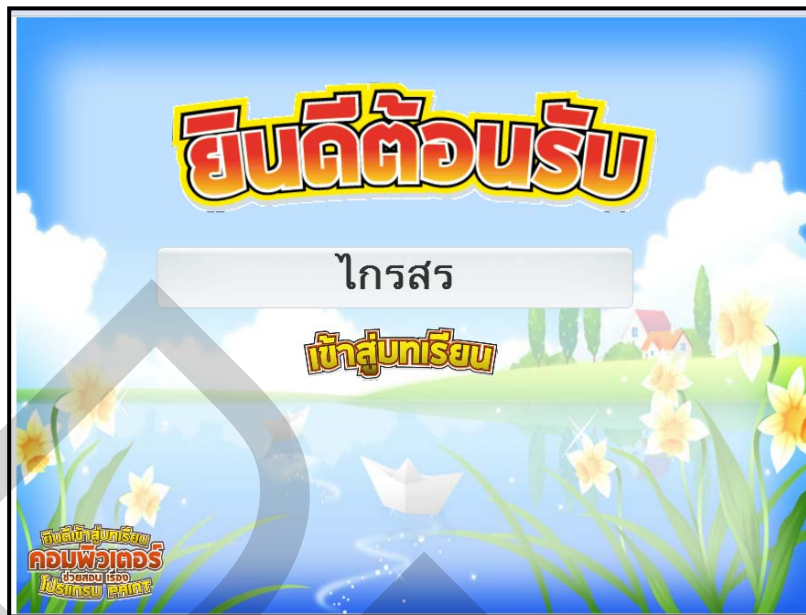 ยินดีต้อนรับ
ไกรสร
เข้าสู่บทเรียน
ยินดีเข้าสู่บทเรียน
คอมพิวเตอร์
ช่วยสอน เรื่อง
โปรแกรม PAINT